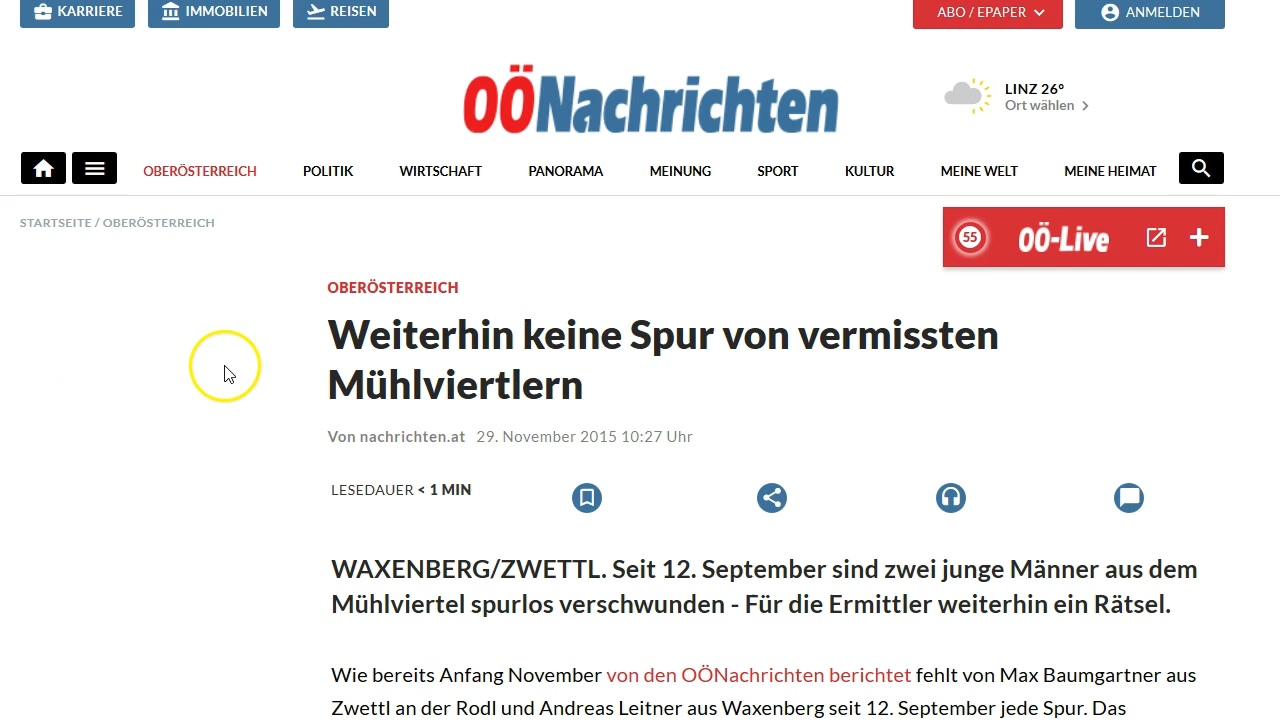 KARRIERE IMMOBILIEN REISEN ABO / EPAPER ANMELDEN
OÖNachrichten
LINZ 26°
Ort wählen
OBERÖSTERREICH POLITIK WIRTSCHAFT PANORAMA MEINUNG SPORT KULTUR MEINE WELT MEINE HEIMAT
STARTSEITE / OBERÖSTERREICH
55 OÖ-Live
OBERÖSTERREICH
Weiterhin keine Spur von vermissten
Mühlviertlern
Von nachrichten.at 29. November 2015 10:27 Uhr
LESEDAUER < 1 MIN
WAXENBERG/ZWETTL. Seit 12. September sind zwei junge Männer aus dem
Mühlviertel spurlos verschwunden - Für die Ermittler weiterhin ein Rätsel.
Wie bereits Anfang November von den OÖNachrichten berichtet fehlt von Max Baumgartner aus
Zwettl an der Rodl und Andreas Leitner aus Waxenberg seit 12. September jede Spur. Das